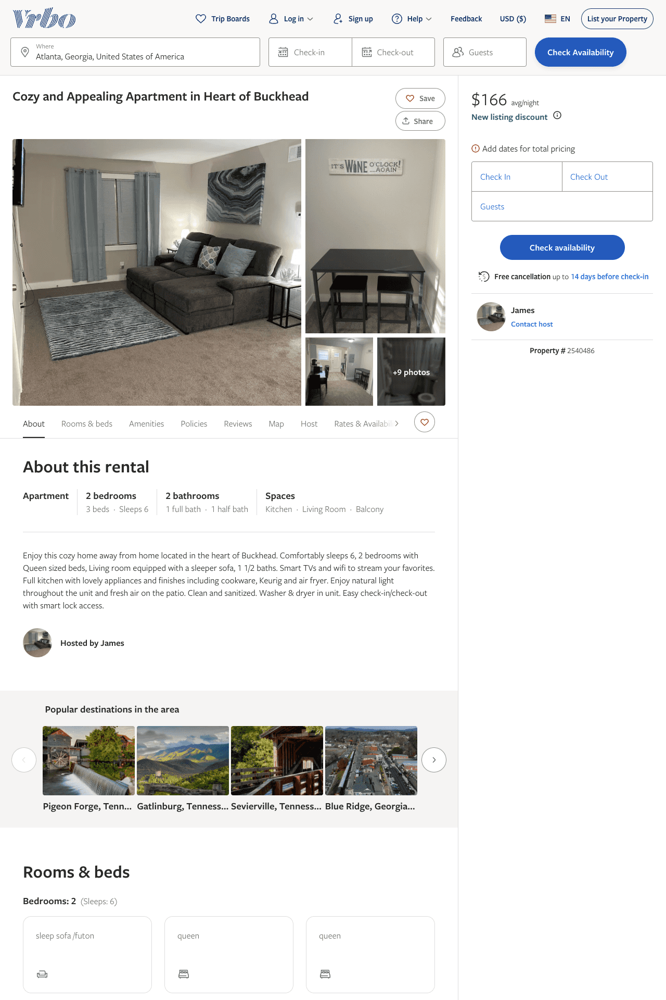 Vrbo
Trip Boards
Log in
Sign up
Help
Feedback
USD ($)
EN
List your Property
Where
Atlanta, Georgia, United States of America
Check-in
Check-out
Guests
Check Availability
Cozy and Appealing Apartment in Heart of Buckhead
Save
Share
IT'S WINE O'CLOCK!
....AGAIN
+9 photos
$166 avg/night
New listing discount
Add dates for total pricing
Check In
Check Out
Guests
Check availability
Free cancellation up to 14 days before check-in
James
Contact host
Property # 2540486
About
Rooms & beds
Amenities
Policies
Reviews
Map
Host
Rates & Availabili
About this rental
Apartment
2 bedrooms
3 beds · Sleeps 6
2 bathrooms
1 full bath · 1 half bath
Spaces
Kitchen · Living Room · Balcony
Enjoy this cozy home away from home located in the heart of Buckhead. Comfortably sleeps 6, 2 bedrooms with
Queen sized beds, Living room equipped with a sleeper sofa, 1 1/2 baths. Smart TVs and wifi to stream your favorites.
Full kitchen with lovely appliances and finishes including cookware, Keurig and air fryer. Enjoy natural light
throughout the unit and fresh air on the patio. Clean and sanitized. Washer & dryer in unit. Easy check-in/check-out
with smart lock access.
Hosted by James
Popular destinations in the area
Pigeon Forge, Tenn...
Gatlinburg, Tenness...
Sevierville, Tenness...
Blue Ridge, Georgia...
Rooms & beds
Bedrooms: 2 (Sleeps: 6)
sleep sofa /futon
queen
queen